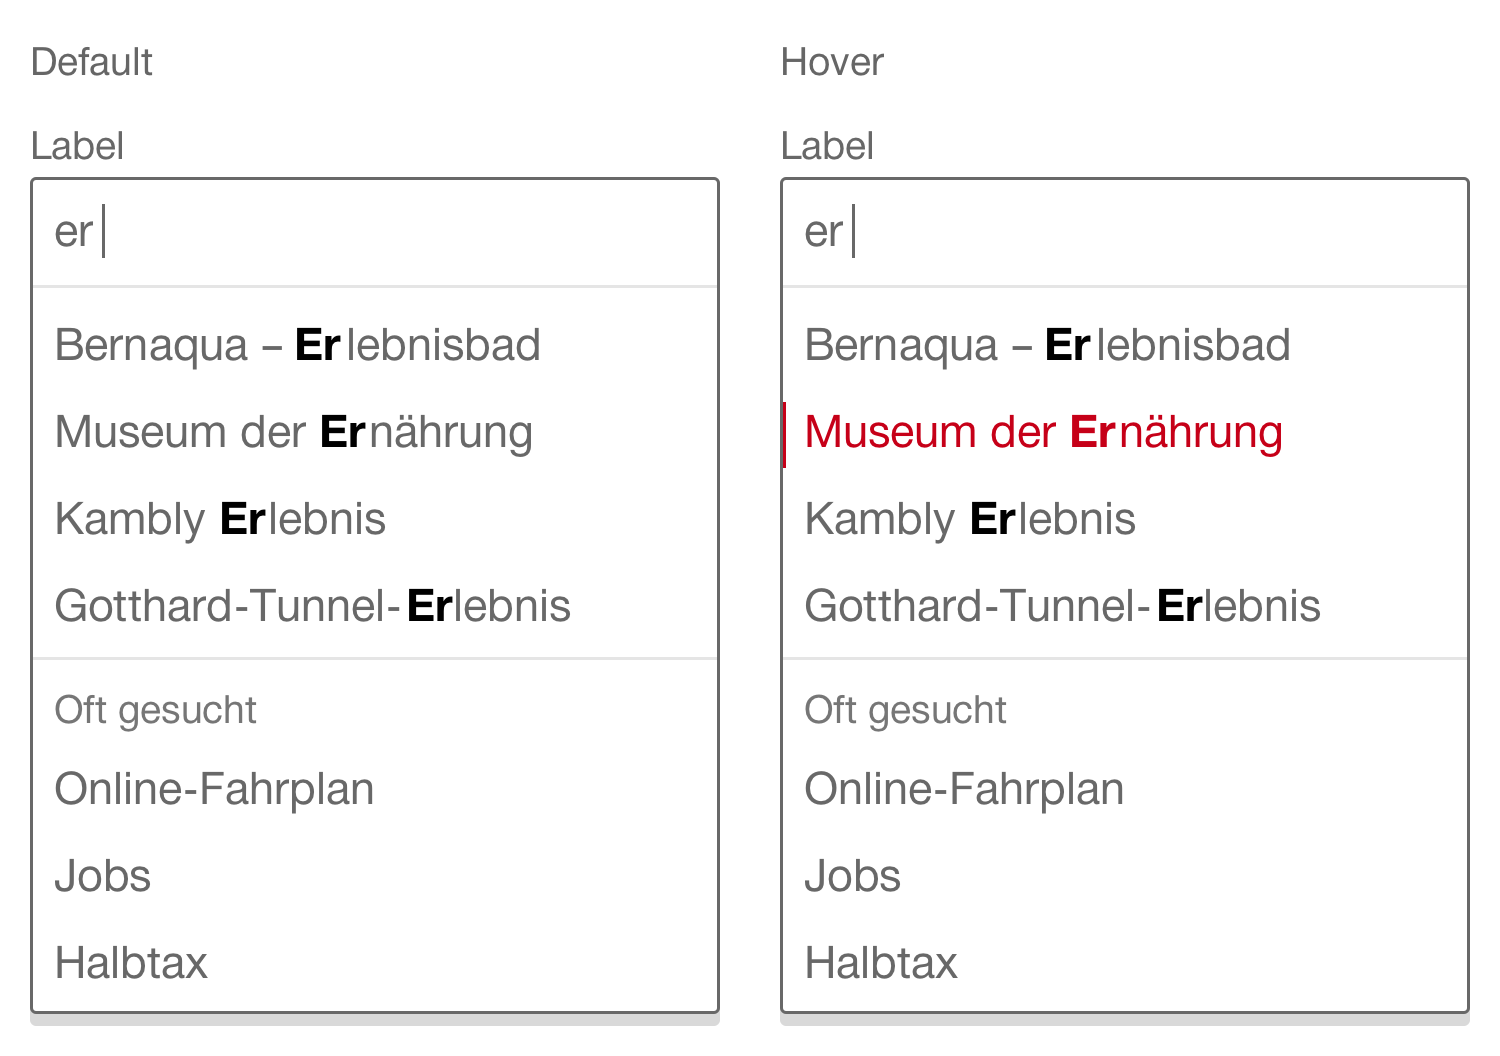 Default
Label
er
Bernaqua – Erlebnisbad
Museum der Ernährung
Kambly Erlebnis
Gotthard-Tunnel-Erlebnis
Oft gesucht
Online-Fahrplan
Jobs
Halbtax
Hover
Label
er
Bernaqua – Erlebnisbad
Museum der Ernährung
Kambly Erlebnis
Gotthard-Tunnel-Erlebnis
Oft gesucht
Online-Fahrplan
Jobs
Halbtax